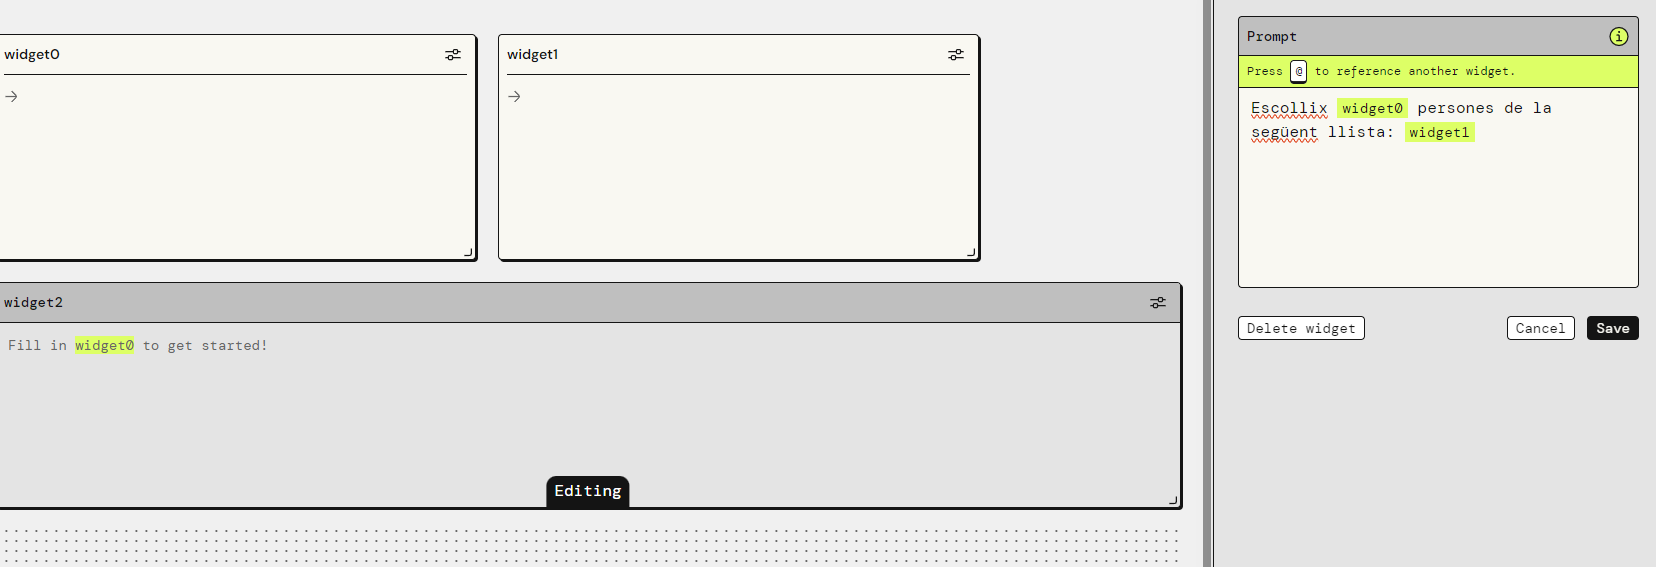 widget0
widget1
widget2
Fill in widget0 to get started!
Editing
Prompt
i
Press @ to reference another widget.
Escollix widget0 persones de la
següent llista: widget1
Delete widget
Cancel
Save